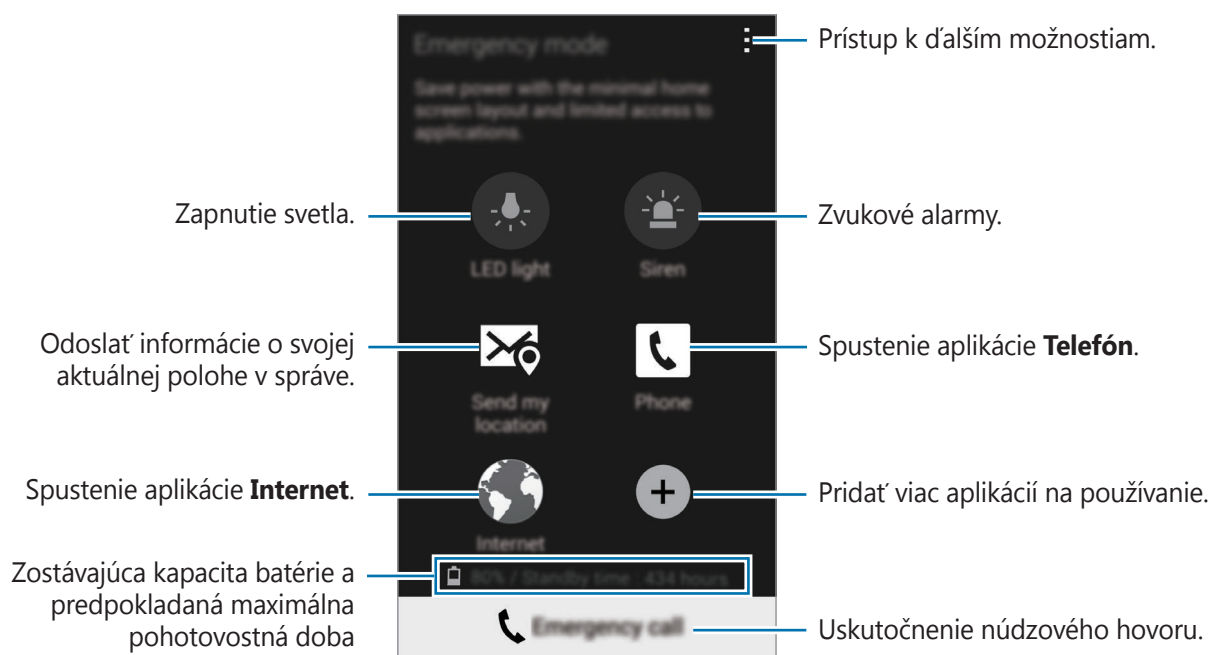 Emergency mode
Prístup k ďalším možnostiam.
Save power with the minimal home
screen layout and limited access to
applications.
Zapnutie svetla.
Zvukové alarmy.
LED light
Siren
Odoslať informácie o svojej
aktuálnej polohe v správe.
Spustenie aplikácie Telefón.
Send my
location
Phone
Spustenie aplikácie Internet.
Pridať viac aplikácií na používanie.
Internet
Zostávajúca kapacita batérie a
predpokladaná maximálna
pohotovostná doba
80% / Standby time : 434 hours
Emergency call
Uskutočnenie núdzového hovoru.